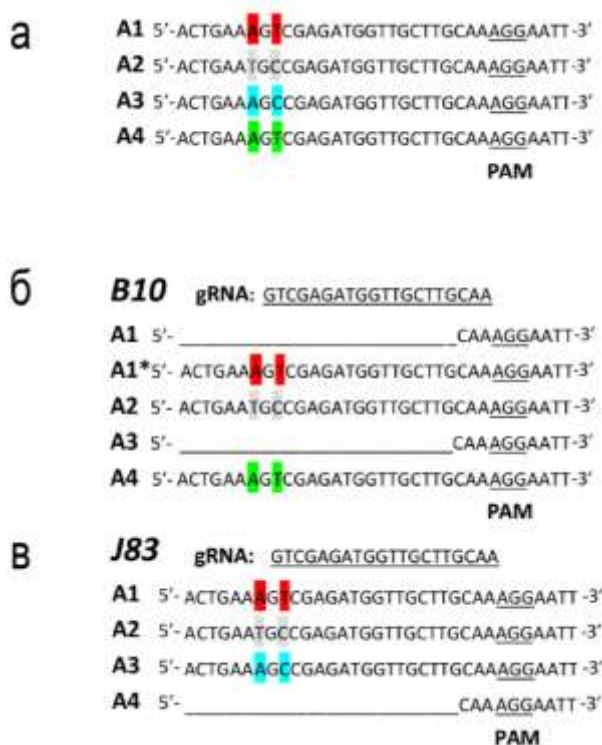 а
A1 5’-ACTGAAAGTCGAGATGGTTGCTTGCAAAGGAATT-3’
A2 5’-ACTGAATGCCGAGATGGTTGCTTGCAAAGGAATT-3’
A3 5’-ACTGAAAGCCGAGATGGTTGCTTGCAAAGGAATT-3’
A4 5’-ACTGAAAGTCGAGATGGTTGCTTGCAAAGGAATT-3’
PAM
б B10 gRNA: GTCGAGATGGTTGCTTGCAA
A1 5’- ________________________CAAAGGAATT-3’
A1*5’- ACTGAAAGTCGAGATGGTTGCTTGCAAAGGAATT-3’
A2 5’- ACTGAATGCCGAGATGGTTGCTTGCAAAGGAATT-3’
A3 5’- ________________________CAAAGGAATT-3’
A4 5’- ACTGAAAGTCGAGATGGTTGCTTGCAAAGGAATT-3’
PAM
в J83 gRNA: GTCGAGATGGTTGCTTGCAA
A1 5’- ACTGAAAGTCGAGATGGTTGCTTGCAAAGGAATT -3’
A2 5’- ACTGAATGCCGAGATGGTTGCTTGCAAAGGAATT -3’
A3 5’- ACTGAAAGCCGAGATGGTTGCTTGCAAAGGAATT -3’
A4 5’- ________________________CAAAGGAATT -3’
PAM